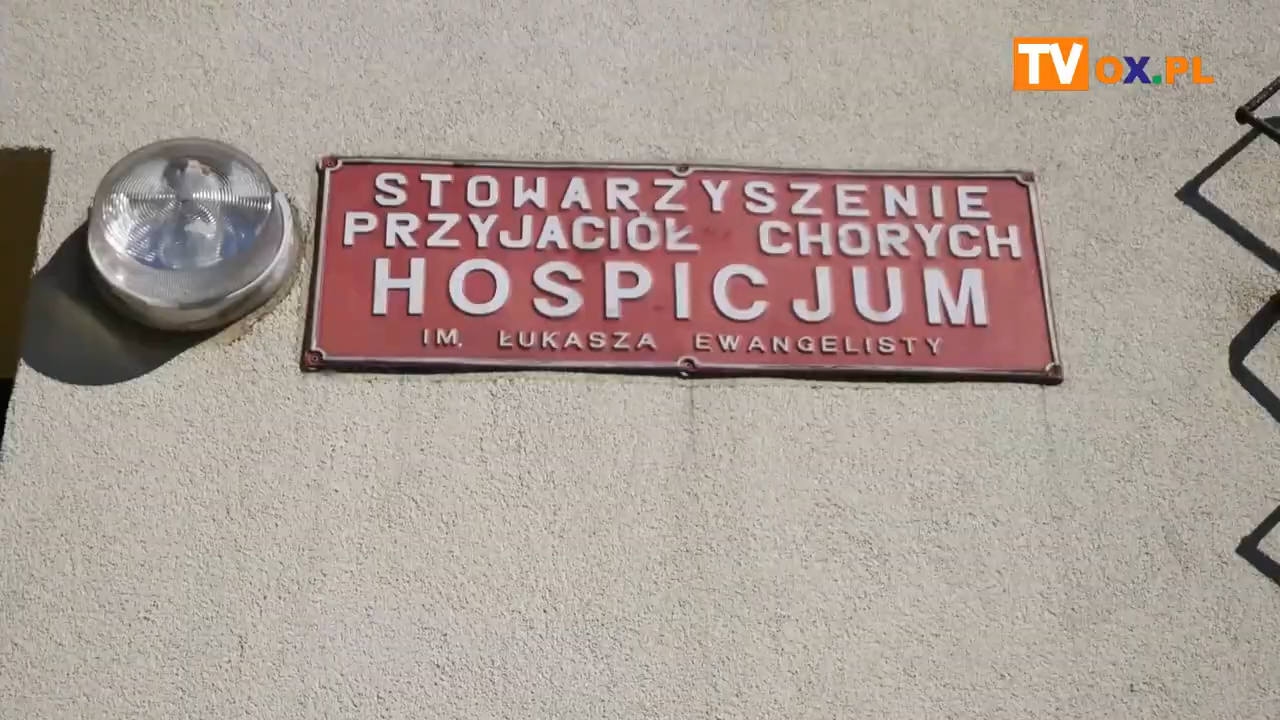 TVOX.PL
STOWARZYSZENIE
PRZYJACIÓŁ CHORYCH
HOSPICJUM
IM. ŁUKASZA EWANGELISTY